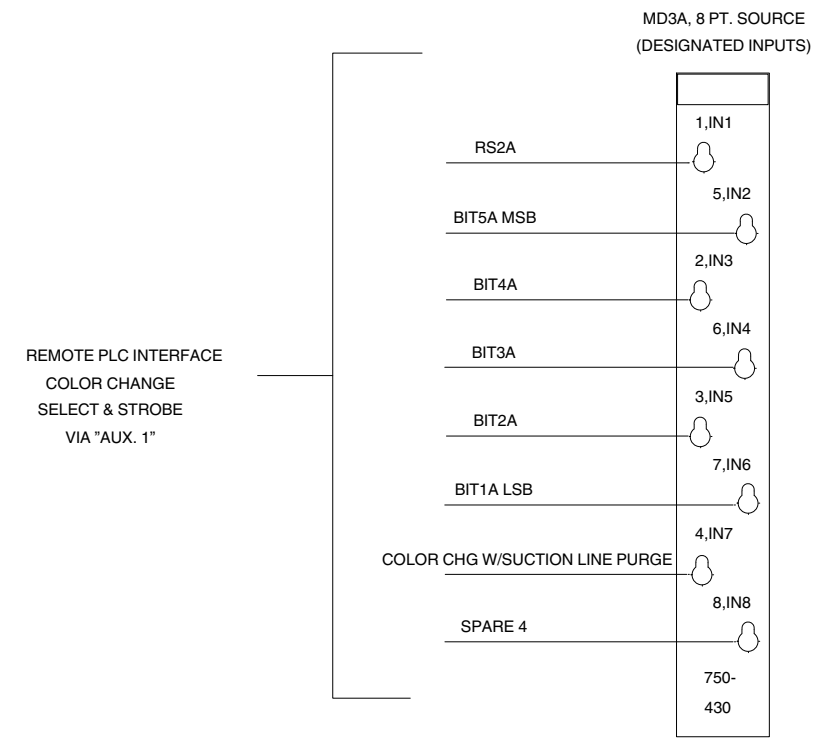 MD3A, 8 PT. SOURCE
(DESIGNATED INPUTS)
1,IN1
RS2A
5,IN2
BIT5A MSB
2,IN3
BIT4A
6,IN4
BIT3A
REMOTE PLC INTERFACE
COLOR CHANGE
SELECT & STROBE
VIA ”AUX. 1”
3,IN5
BIT2A
7,IN6
BIT1A LSB
4,IN7
COLOR CHG W/SUCTION LINE PURGE
8,IN8
SPARE 4
750-
430